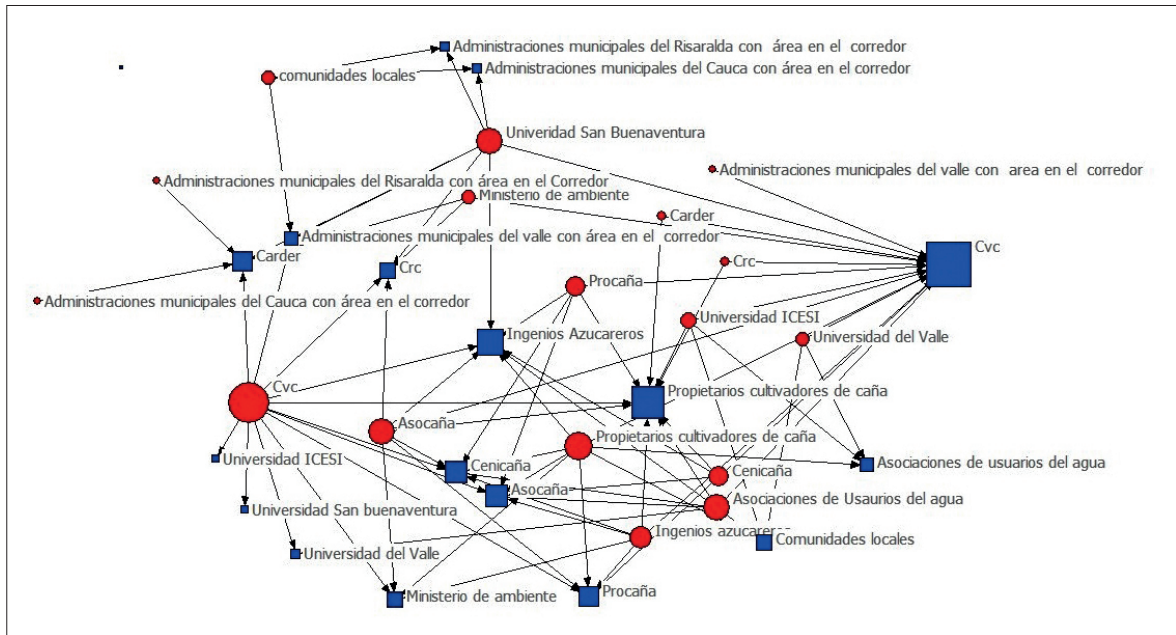 Administraciones municipales del Risaralda con área en el corredor
Administraciones municipales del Cauca con área en el corredor
comunidades locales
Univeridad San Buenaventura
Administraciones municipales del valle con area en el corredor
Administraciones municipales del Risaralda con área en el Corredor
Ministerio de ambiente
Carder
Administraciones municipales del valle con área en el corredor
Cvc
Carder
Crc
Crc
Procaña
Administraciones municipales del Cauca con área en el corredor
Universidad ICESI
Ingenios Azucareros
Universidad del Valle
Cvc
Propietarios cultivadores de caña
Asocaña
Propietarios cultivadores de caña
Universidad ICESI
Cenicaña
Asociaciones de usuarios del agua
Cenicaña
Asocaña
Asociaciones de Usaurios del agua
Universidad San buenaventura
Ingenios azucareros
Comunidades locales
Universidad del Valle
Ministerio de ambiente
Procaña